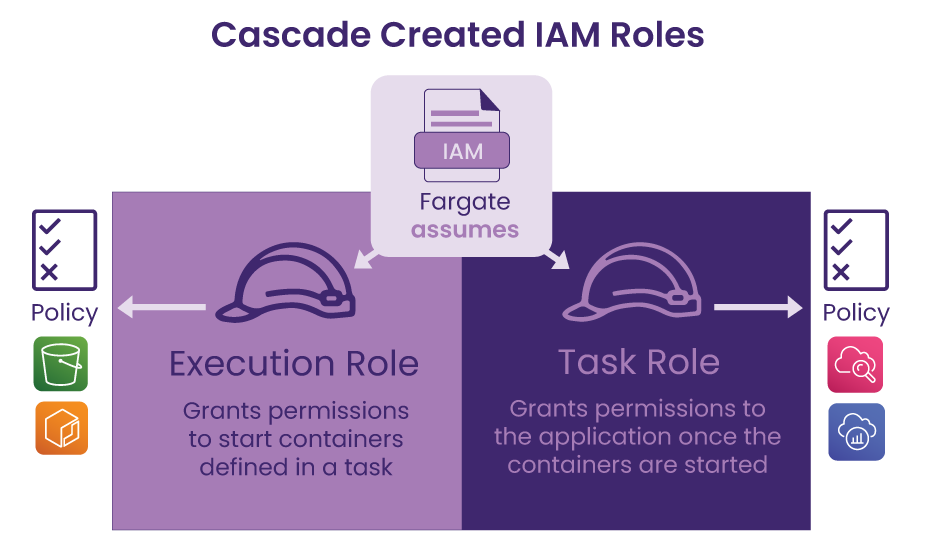 Cascade Created IAM Roles
IAM
Fargate
assumes
Policy
Execution Role
Grants permissions
to start containers
defined in a task
Task Role
Grants permissions to
the application once the
containers are started
Policy